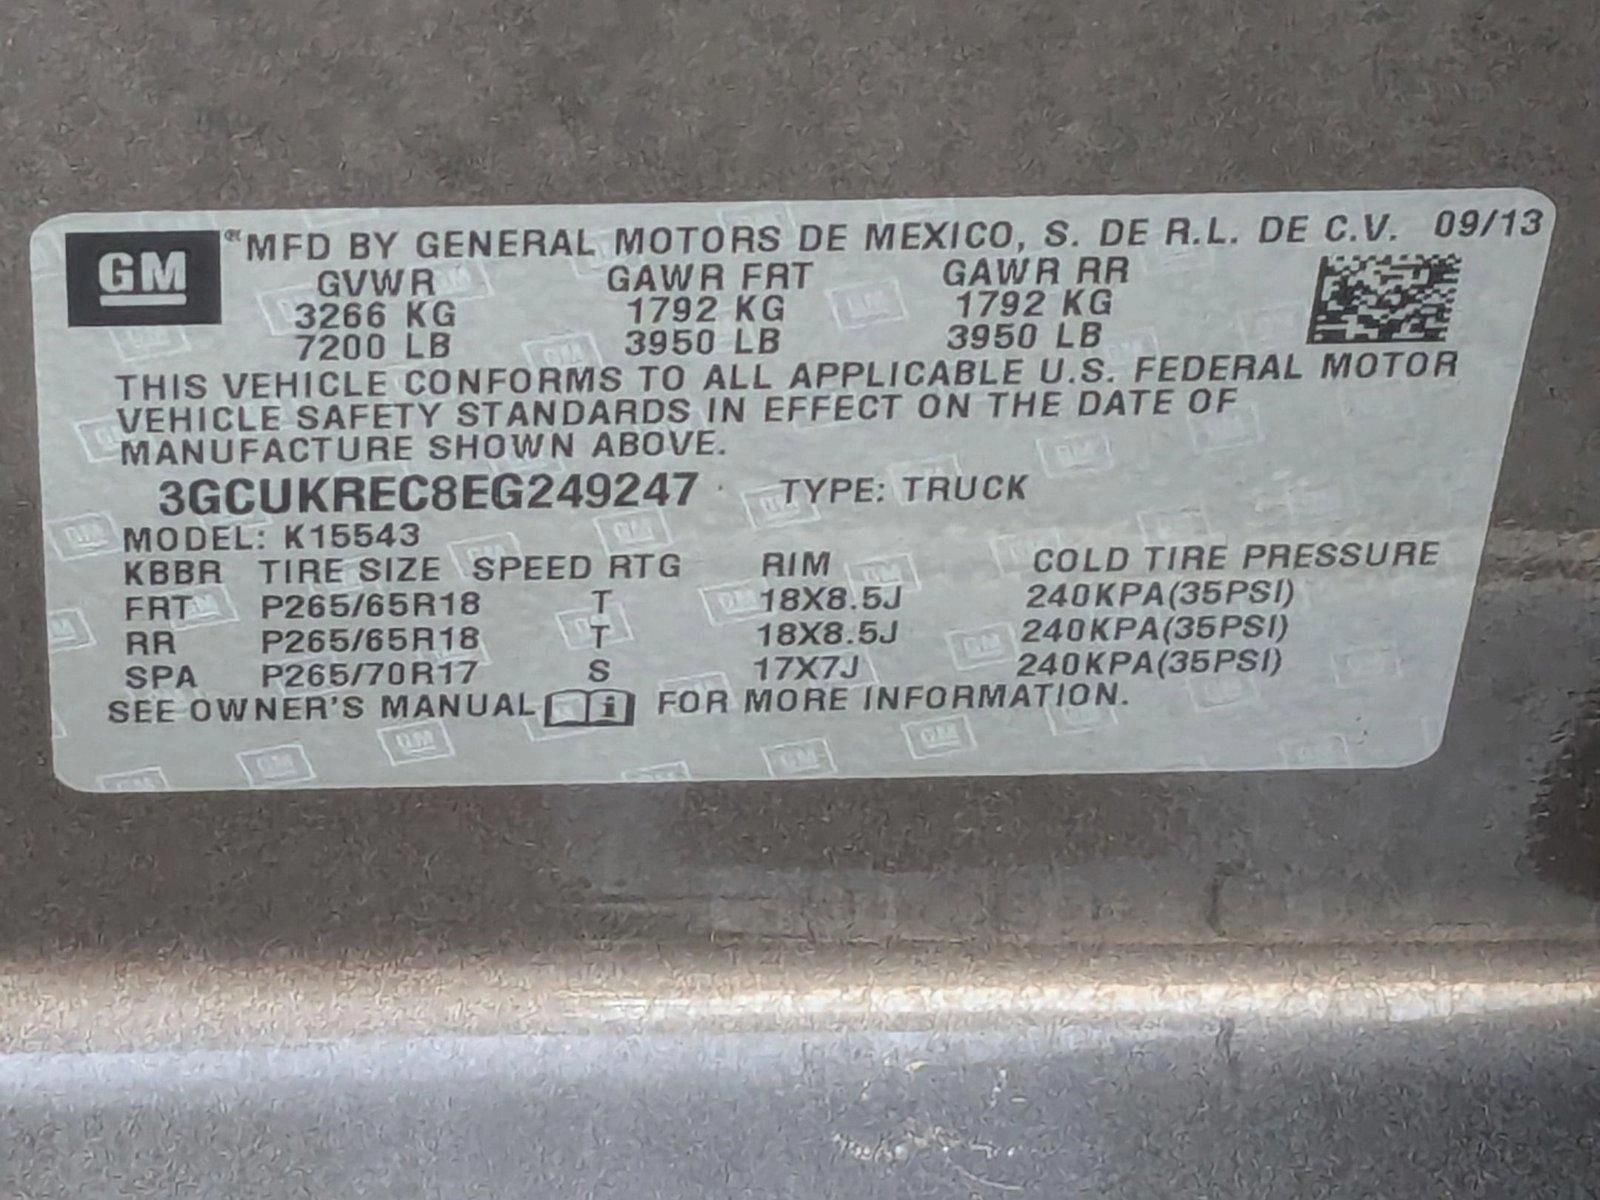 GM ® MFD BY GENERAL MOTORS DE MEXICO, S. DE R.L. DE C.V. 09/13
GVWR GAWR FRT GAWR RR
3266 KG 1792 KG 1792 KG
7200 LB 3950 LB 3950 LB
THIS VEHICLE CONFORMS TO ALL APPLICABLE U.S. FEDERAL MOTOR
VEHICLE SAFETY STANDARDS IN EFFECT ON THE DATE OF
MANUFACTURE SHOWN ABOVE.
3GCUKREC8EG249247 TYPE: TRUCK
MODEL: K15543
KBBR TIRE SIZE SPEED RTG RIM COLD TIRE PRESSURE
FRT P265/65R18 T 18X8.5J 240KPA(35PSI)
RR P265/65R18 T 18X8.5J 240KPA(35PSI)
SPA P265/70R17 S 17X7J 240KPA(35PSI)
SEE OWNER'S MANUAL i FOR MORE INFORMATION.